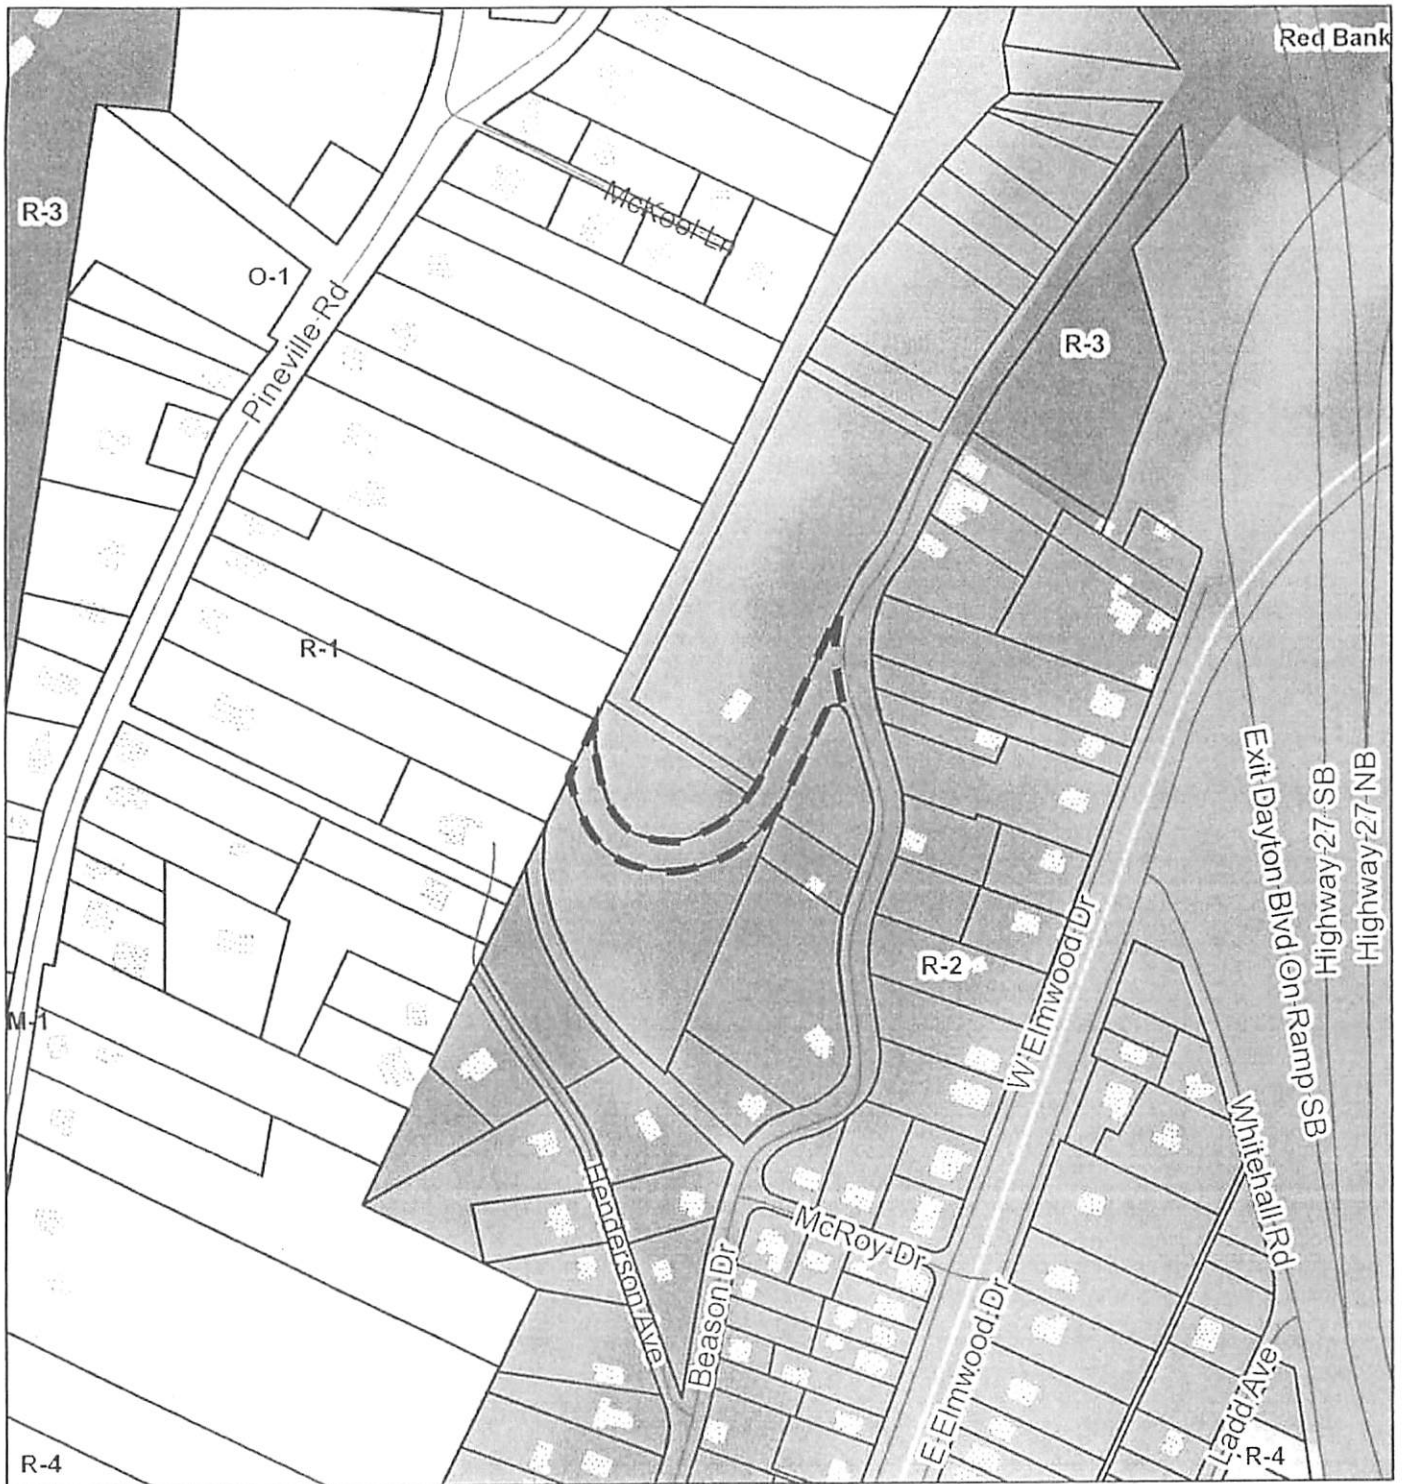 Red Bank
McKool Ln
R-3
O-1
Pineville Rd
R-3
R-1
Exit Dayton Blvd On Ramp SB
Highway 27 SB
Highway 27 NB
W Elmwood Dr
R-2
M-1
Whitehall Rd
Henderson Ave
McRoy Dr
Beason Dr
E Elmwood Dr
Ladd Ave
R-4
R-4